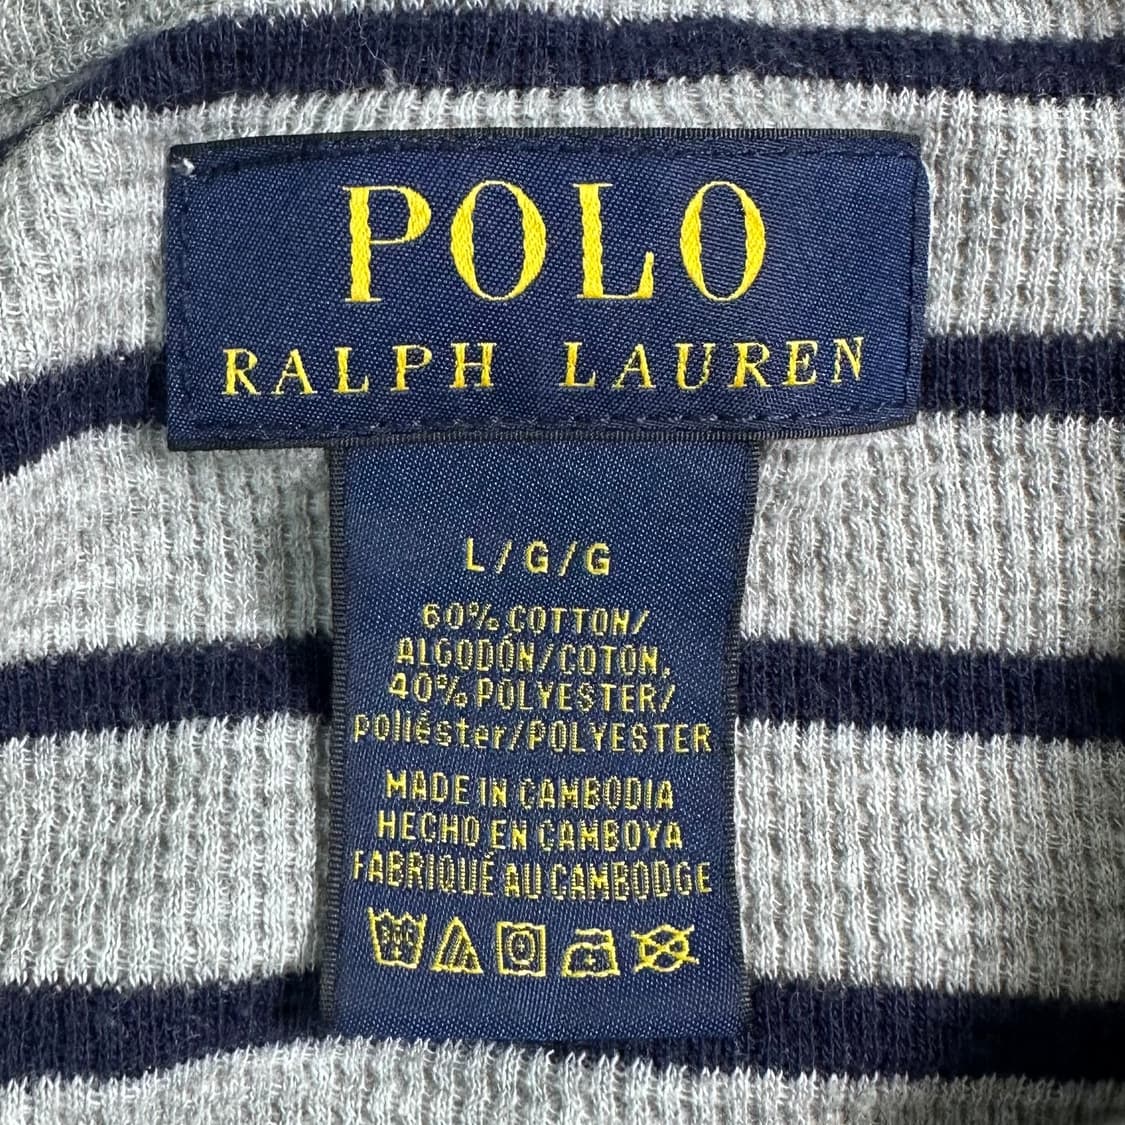 POLO
RALPH LAUREN
L/G/G
60% COTTON/
ALGODÓN/COTON,
40% POLYESTER/
poliéster/POLYESTER
MADE IN CAMBODIA
HECHO EN CAMBOYA
FABRIQUÉ AU CAMBODGE